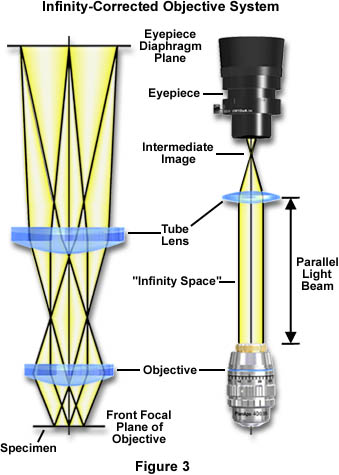 Infinity-Corrected Objective System
Eyepiece
Diaphragm
Plane
Eyepiece
Intermediate
Image
Tube
Lens
"Infinity Space"
Parallel
Light
Beam
Objective
Front Focal
Plane of
Objective
Specimen
Figure 3